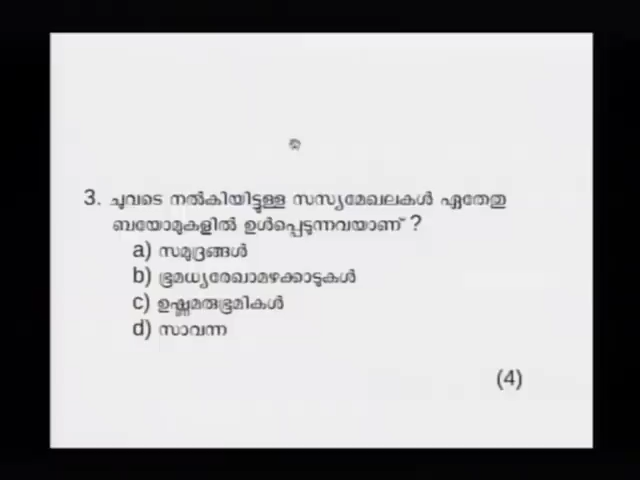 3. ചുവടെ നൽകിയിട്ടുള്ള സസ്യമേഖലകൾ ഏതേതു
ബയോമുകളിൽ ഉൾപ്പെടുന്നവയാണ് ?
a) സമുദ്രങ്ങൾ
b) ഭൂമധ്യരേഖാമഴക്കാടുകൾ
c) ഉഷ്ണമരുഭൂമികൾ
d) സാവന്ന
(4)